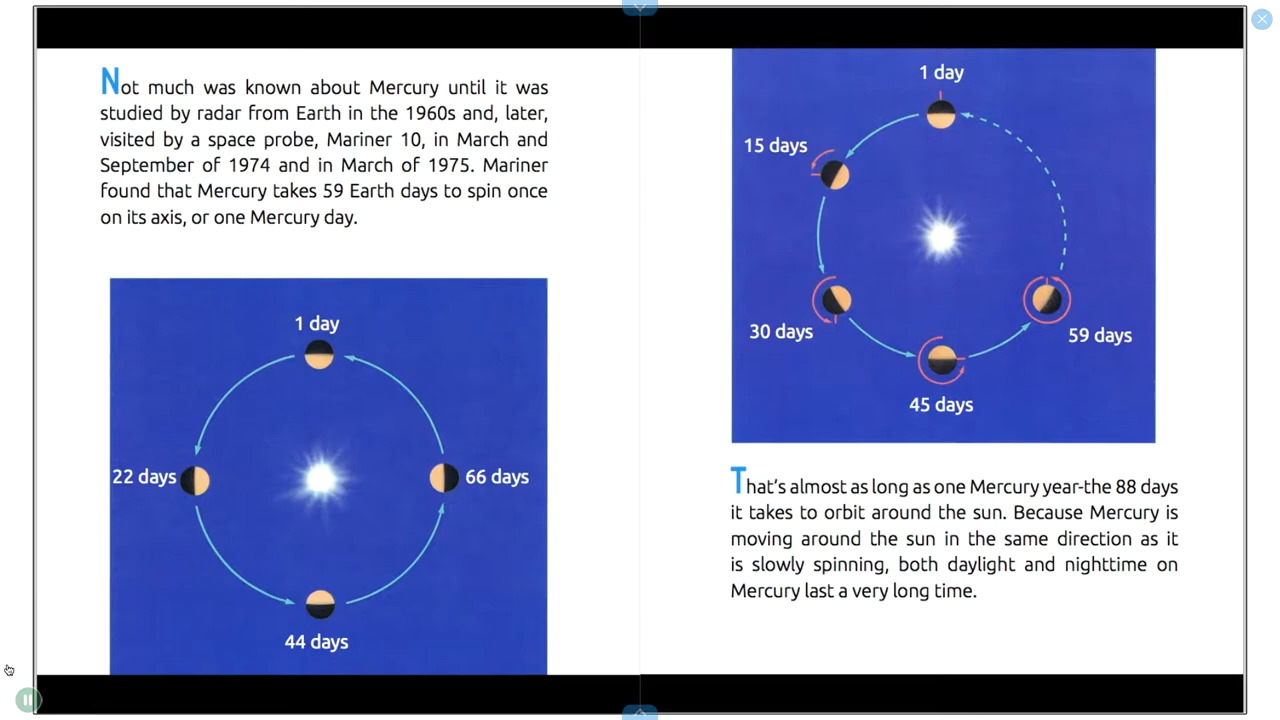 Not much was known about Mercury until it was
studied by radar from Earth in the 1960s and, later,
visited by a space probe, Mariner 10, in March and
September of 1974 and in March of 1975. Mariner
found that Mercury takes 59 Earth days to spin once
on its axis, or one Mercury day.
1 day
22 days
66 days
44 days
1 day
15 days
30 days
59 days
45 days
That's almost as long as one Mercury year-the 88 days
it takes to orbit around the sun. Because Mercury is
moving around the sun in the same direction as it
is slowly spinning, both daylight and nighttime on
Mercury last a very long time.